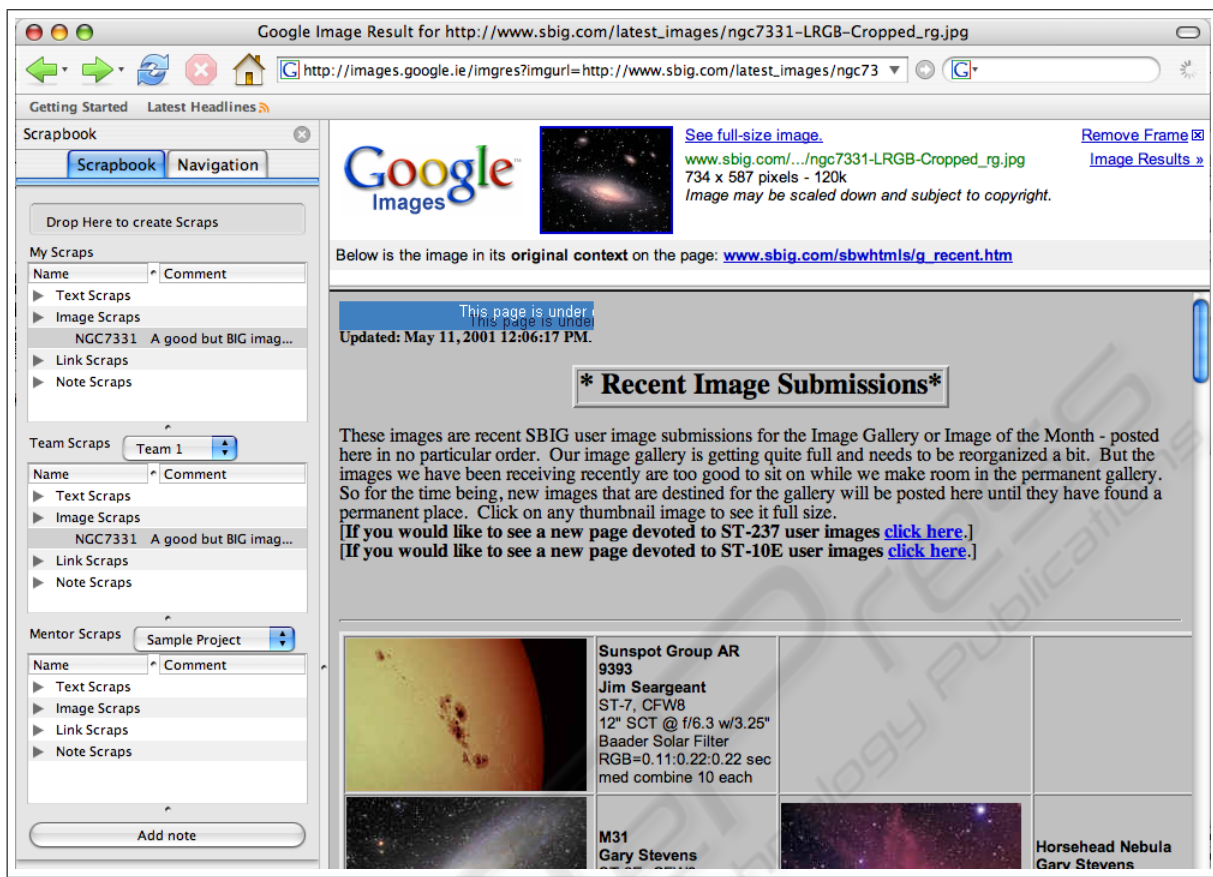 Google Image Result for http://www.sbig.com/latest_images/ngc7331-LRGB-Cropped_rg.jpg
http://images.google.ie/imgres?imgurl=http://www.sbig.com/latest_images/ngc73
Getting Started Latest Headlines
Scrapbook
Scrapbook Navigation
Drop Here to create Scraps
My Scraps
Name Comment
Text Scraps
Image Scraps
NGC7331 A good but BIG imag...
Link Scraps
Note Scraps
Team Scraps Team 1
Name Comment
Text Scraps
Image Scraps
NGC7331 A good but BIG imag...
Link Scraps
Note Scraps
Mentor Scraps Sample Project
Name Comment
Text Scraps
Image Scraps
Link Scraps
Note Scraps
Add note
Google™
Images
See full-size image.
www.sbig.com/.../ngc7331-LRGB-Cropped_rg.jpg
734 x 587 pixels - 120k
Image may be scaled down and subject to copyright.
Remove Frame
Image Results »
Below is the image in its original context on the page: www.sbig.com/sbwhtmls/g_recent.htm
This page is under
This page is under
Updated: May 11, 2001 12:06:17 PM.
* Recent Image Submissions*
These images are recent SBIG user image submissions for the Image Gallery or Image of the Month - posted
here in no particular order. Our image gallery is getting quite full and needs to be reorganized a bit. But the
images we have been receiving recently are too good to sit on while we make room in the permanent gallery.
So for the time being, new images that are destined for the gallery will be posted here until they have found a
permanent place. Click on any thumbnail image to see it full size.
[If you would like to see a new page devoted to ST-237 user images click here.]
[If you would like to see a new page devoted to ST-10E user images click here.]
Sunspot Group AR
9393
Jim Seargeant
ST-7, CFW8
12" SCT @ f/6.3 w/3.25"
Baader Solar Filter
RGB=0.11:0.22:0.22 sec
med combine 10 each
M31
Gary Stevens
Horsehead Nebula
Gary Stevens